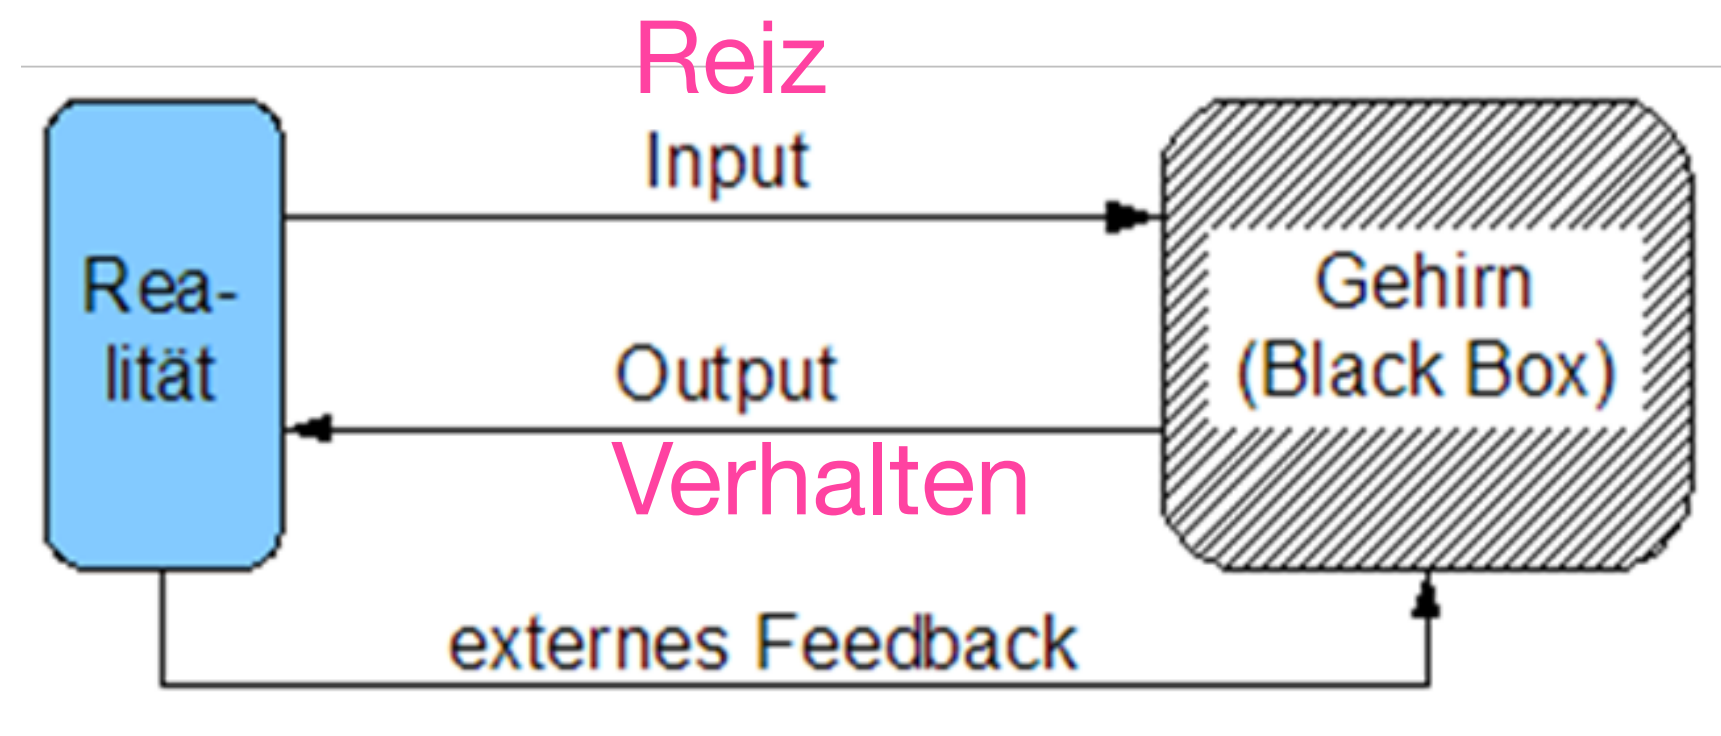 Reiz
Input
Rea-
lität
Gehirn
(Black Box)
Output
Verhalten
externes Feedback